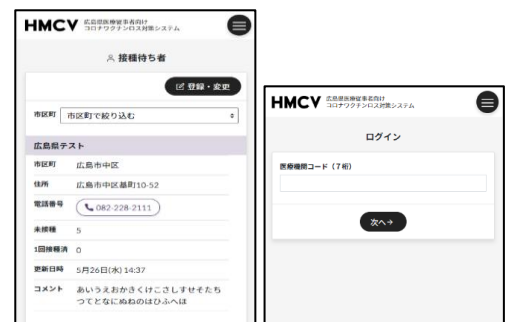 HMCV 広島県医療従事者向け
コロナワクチンロス対策システム
接種待ち者
登録・変更
市区町 市区町で絞り込む
広島県テスト
市区町 広島市中区
住所 広島市中区基町10-52
電話番号 082-228-2111
未接種 5
1回接種済 0
更新日時 5月26日(水) 14:37
コメント あいうえおかきくけこさしすせそたち
つてとなにぬねのはひふへほ
HMCV 広島県医療従事者向け
コロナワクチンロス対策システム
ログイン
医療機関コード（7桁）
次へ→